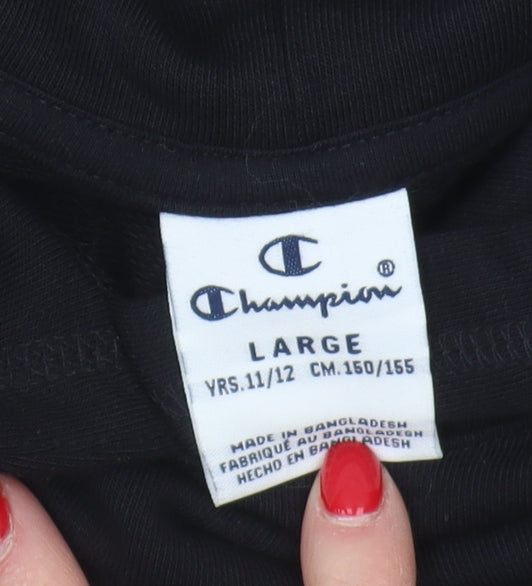 Champion®
LARGE
YRS.11/12 CM.150/155
MADE IN BANGLADESH
FABRIQUÉ AU BANGLADESH
HECHO EN BANGLADESH